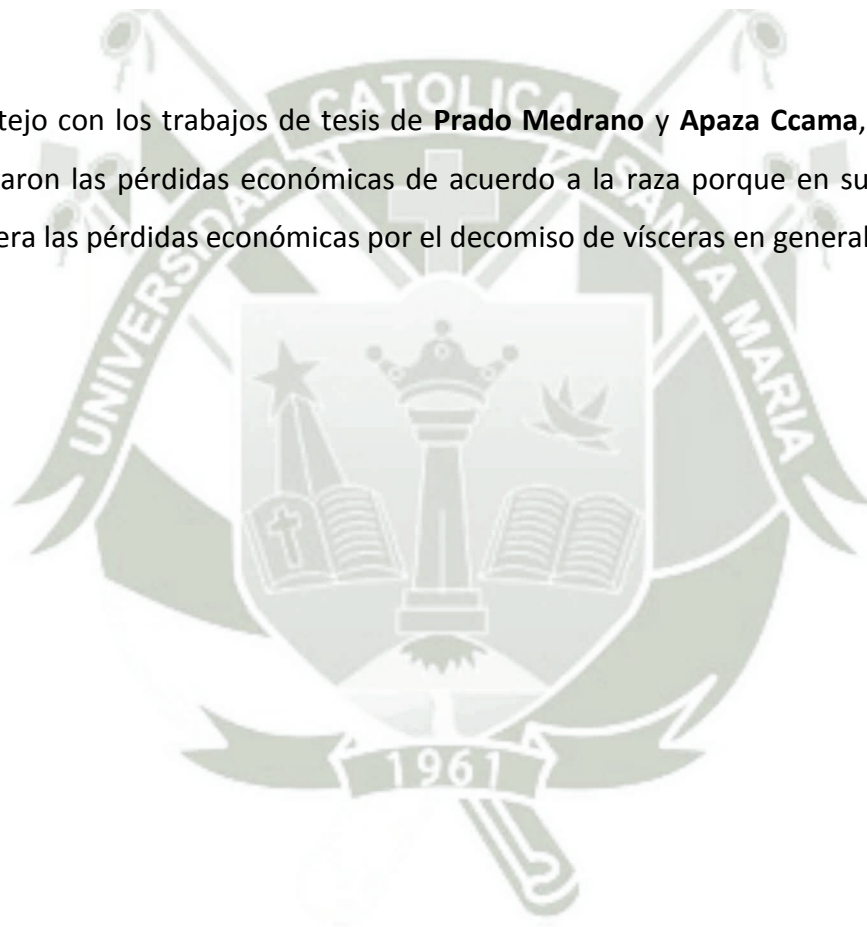 tejo con los trabajos de tesis de Prado Medrano y Apaza Ccama,
aron las pérdidas económicas de acuerdo a la raza porque en su
era las pérdidas económicas por el decomiso de vísceras en general
UNIVERSIDAD CATOLICA SANTA MARIA
1961